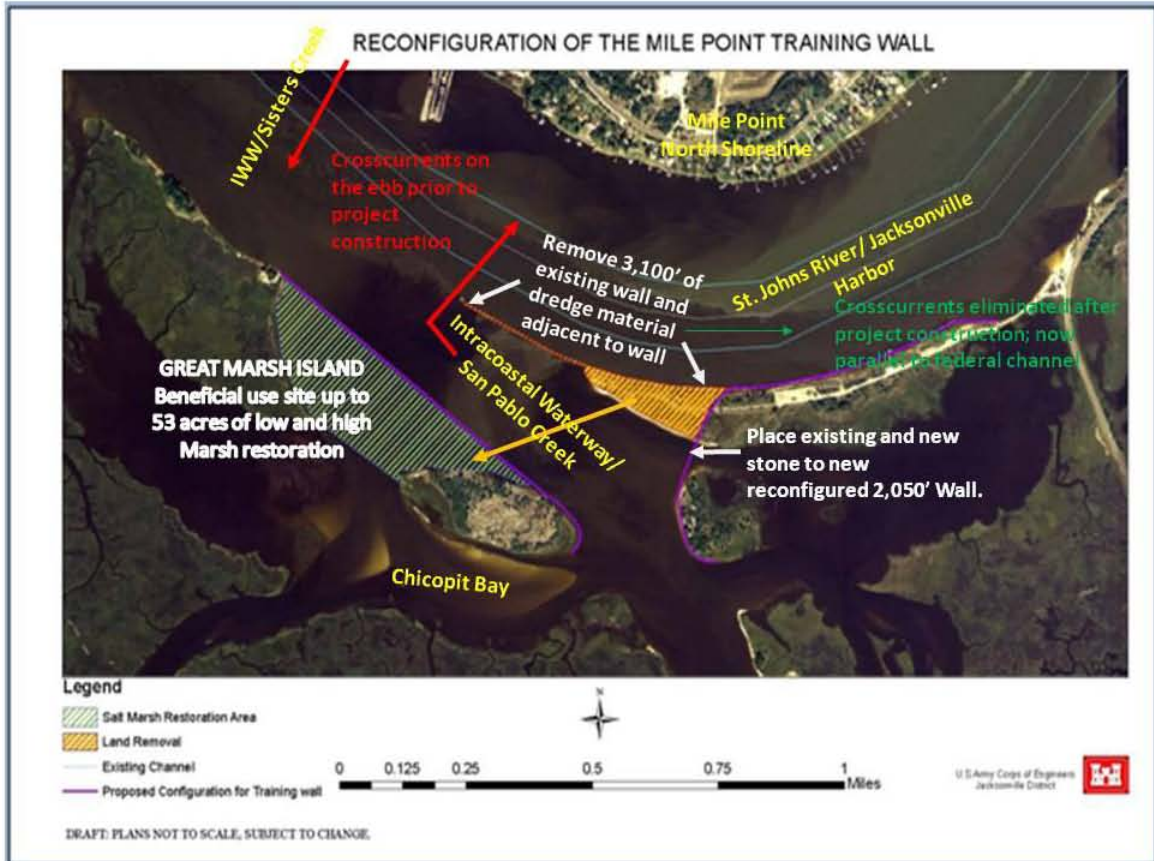 RECONFIGURATION OF THE MILE POINT TRAINING WALL
IWW/Sisters Creek
Mile Point
North Shoreline
Crosscurrents on
the ebb prior to
project
construction
Remove 3,100' of
existing wall and
dredge material
adjacent to wall
St. Johns River/ Jacksonville
Harbor
Crosscurrents eliminated after
project construction; now
parallel to federal channel
GREAT MARSH ISLAND
Beneficial use site up to
53 acres of low and high
Marsh restoration
Intracoastal Waterway/
San Pablo Creek
Place existing and new
stone to new
reconfigured 2,050' Wall.
Chicopit Bay
Legend
Salt Marsh Restoration Area
Land Removal
Existing Channel
Proposed Configuration for Training wall
N
0 0.125 0.25 0.5 0.75 1
Miles
U.S. Army Corps of Engineers
Jacksonville District
DRAFT: PLANS NOT TO SCALE, SUBJECT TO CHANGE.